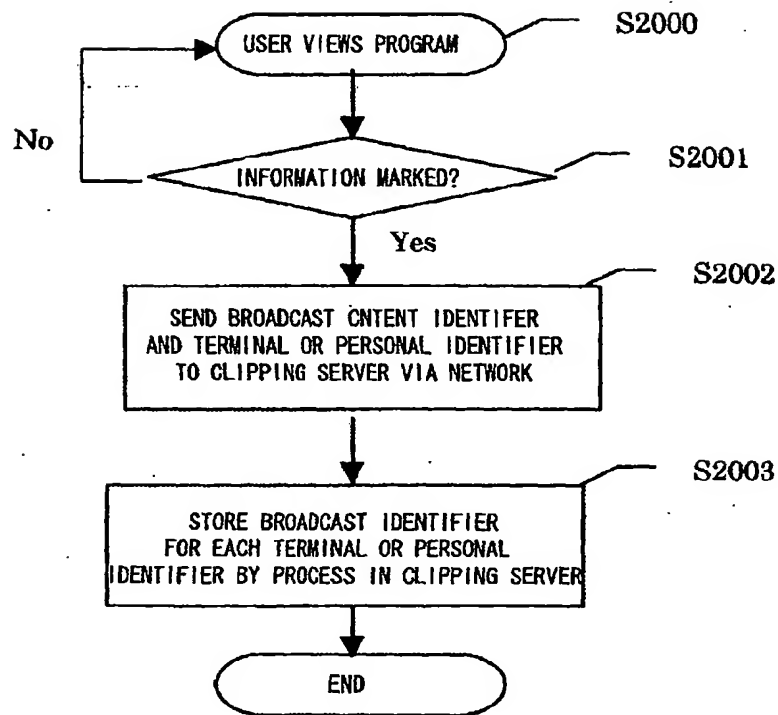 USER VIEWS PROGRAM
S2000
No
INFORMATION MARKED?
S2001
Yes
S2002
SEND BROADCAST CNTENT IDENTIFER
AND TERMINAL OR PERSONAL IDENTIFIER
TO CLIPPING SERVER VIA NETWORK
S2003
STORE BROADCAST IDENTIFIER
FOR EACH TERMINAL OR PERSONAL
IDENTIFIER BY PROCESS IN CLIPPING SERVER
END